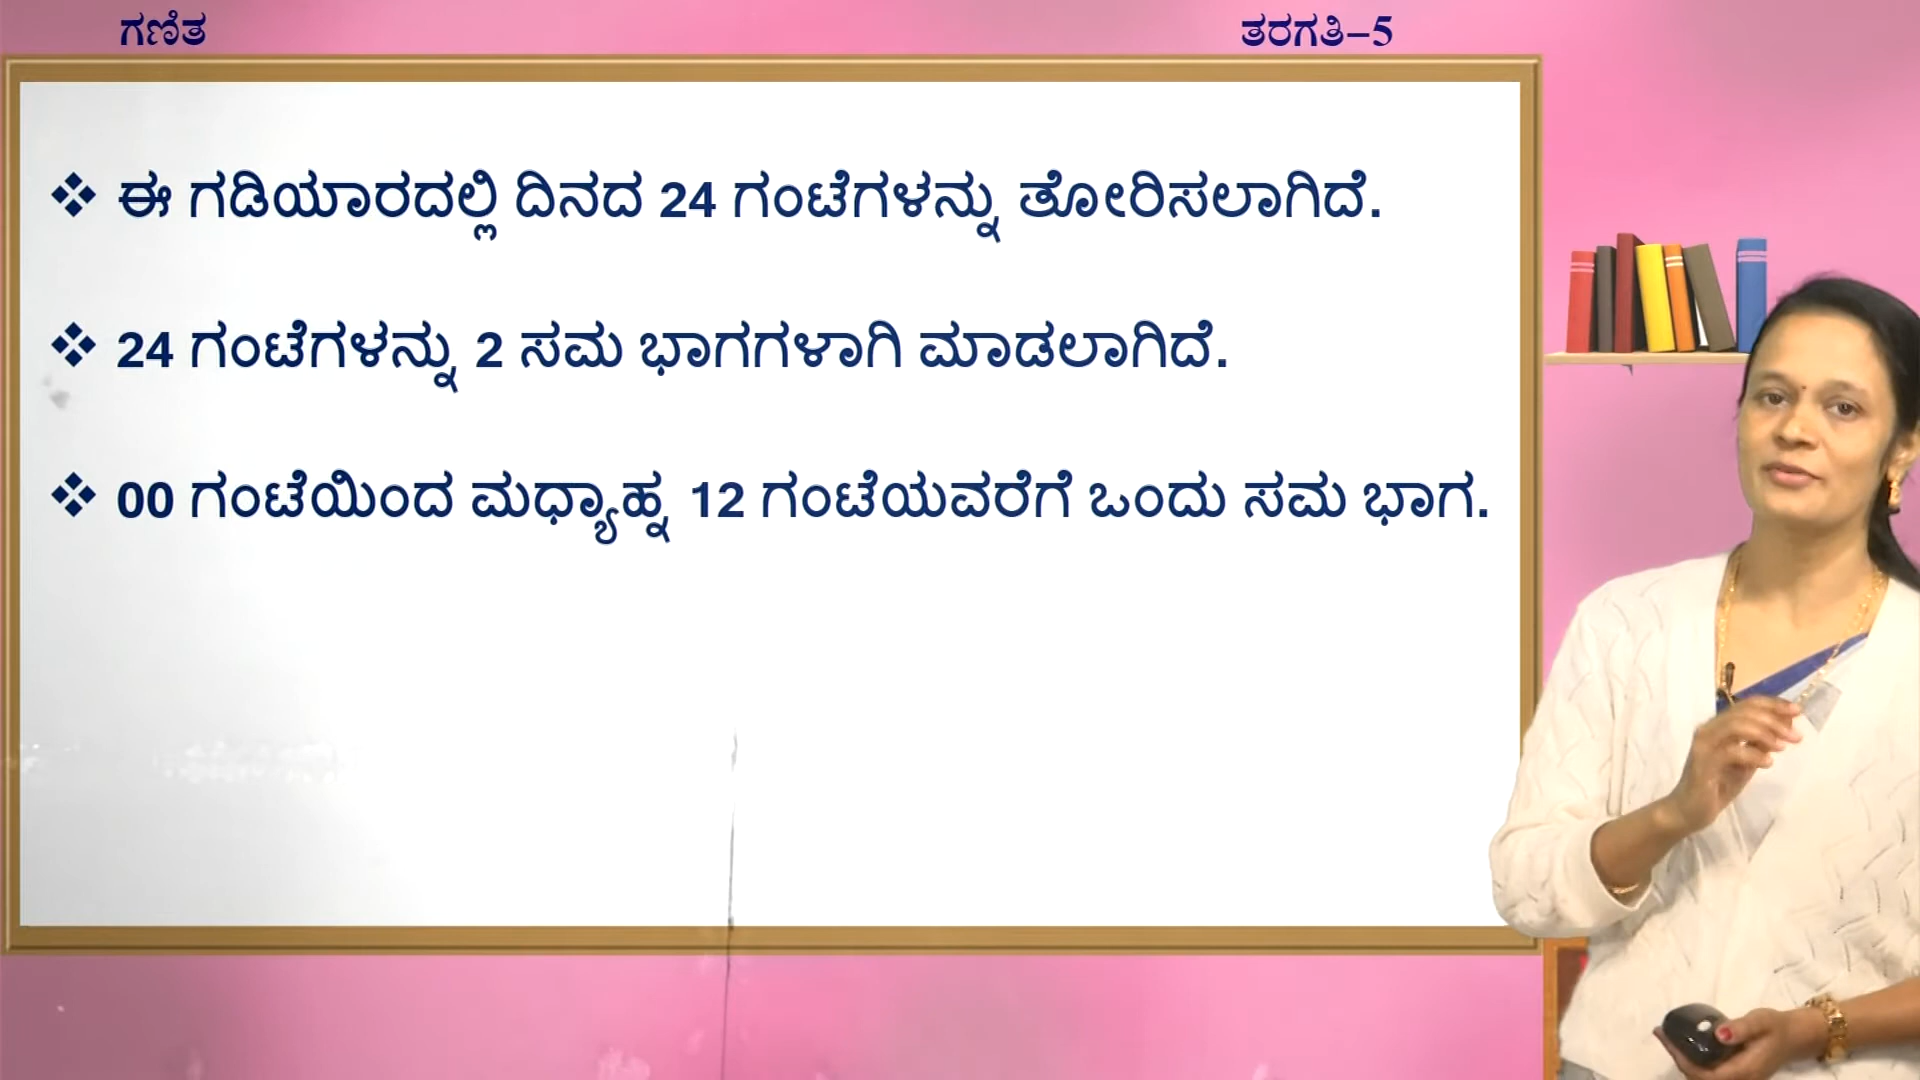 ಗಣಿತ
ತರಗತಿ–5
❖ ಈ ಗಡಿಯಾರದಲ್ಲಿ ದಿನದ 24 ಗಂಟೆಗಳನ್ನು ತೋರಿಸಲಾಗಿದೆ.
❖ 24 ಗಂಟೆಗಳನ್ನು 2 ಸಮ ಭಾಗಗಳಾಗಿ ಮಾಡಲಾಗಿದೆ.
❖ 00 ಗಂಟೆಯಿಂದ ಮಧ್ಯಾಹ್ನ 12 ಗಂಟೆಯವರೆಗೆ ಒಂದು ಸಮ ಭಾಗ.